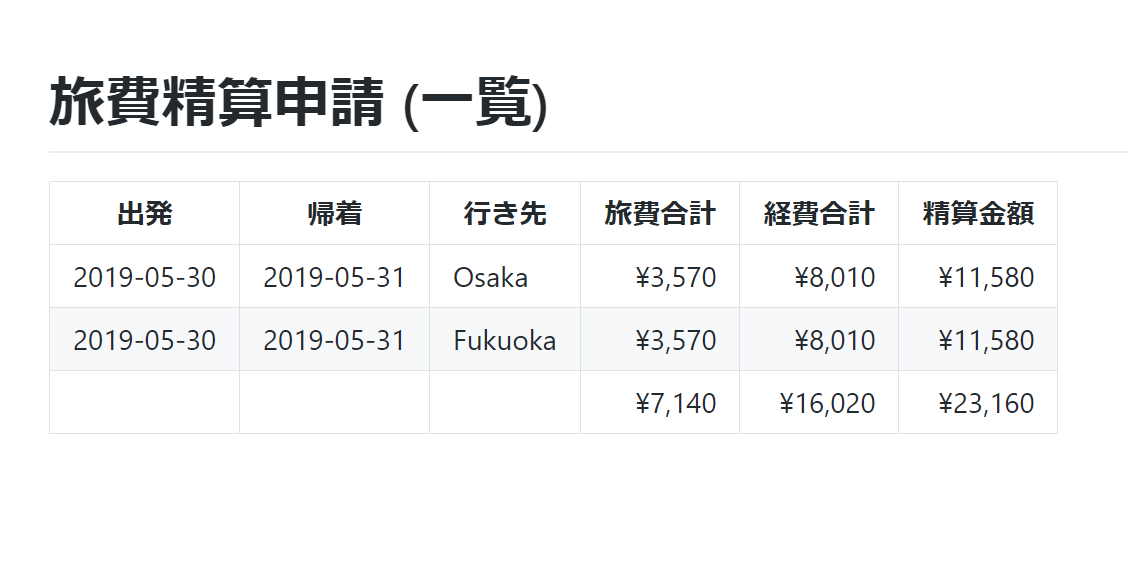 旅費精算申請 (一覧)
出発 帰着 行き先 旅費合計 経費合計 精算金額
2019-05-30 2019-05-31 Osaka ¥3,570 ¥8,010 ¥11,580
2019-05-30 2019-05-31 Fukuoka ¥3,570 ¥8,010 ¥11,580
¥7,140 ¥16,020 ¥23,160